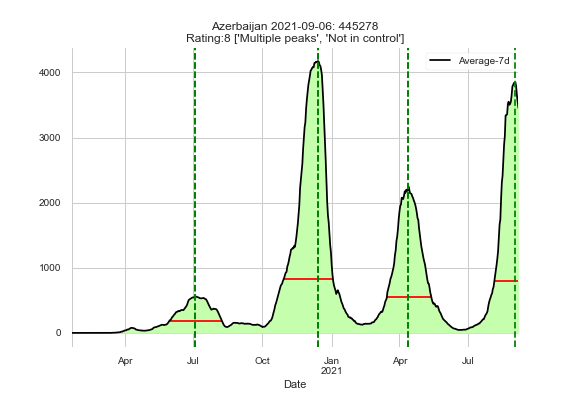 Azerbaijan 2021-09-06: 445278
Rating:8 ['Multiple peaks', 'Not in control']
Average-7d
4000
3000
2000
1000
0
Apr
Jul
Oct
Jan
2021
Apr
Jul
Date